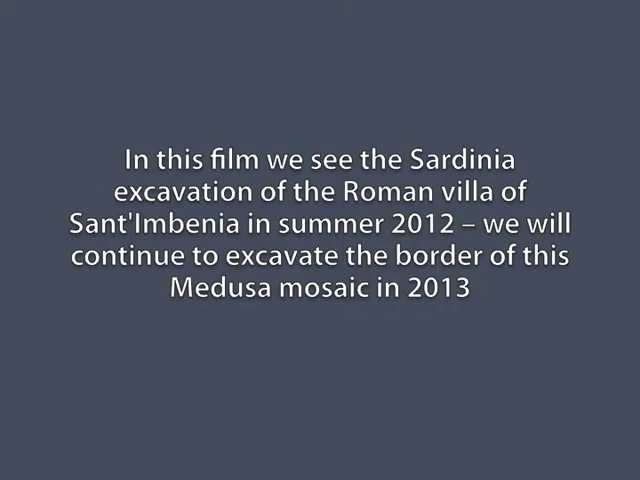 In this film we see the Sardinia
excavation of the Roman villa of
Sant'Imbenia in summer 2012 – we will
continue to excavate the border of this
Medusa mosaic in 2013